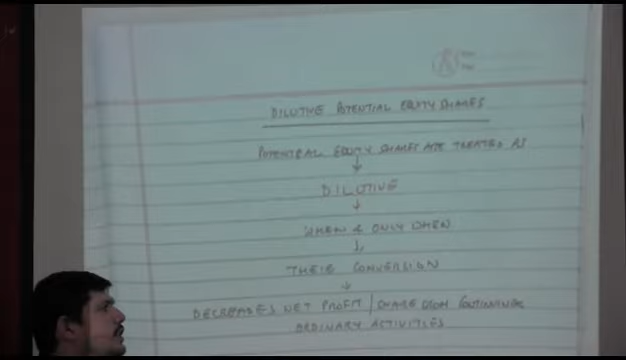 DILUTIVE POTENTIAL EQUITY SHARES
POTENTIAL EQUITY SHARES ARE TREATED AS
DILUTIVE
WHEN & ONLY WHEN
THEIR CONVERSION
DECREASES NET PROFIT / SHARE FROM CONTINUING
ORDINARY ACTIVITIES